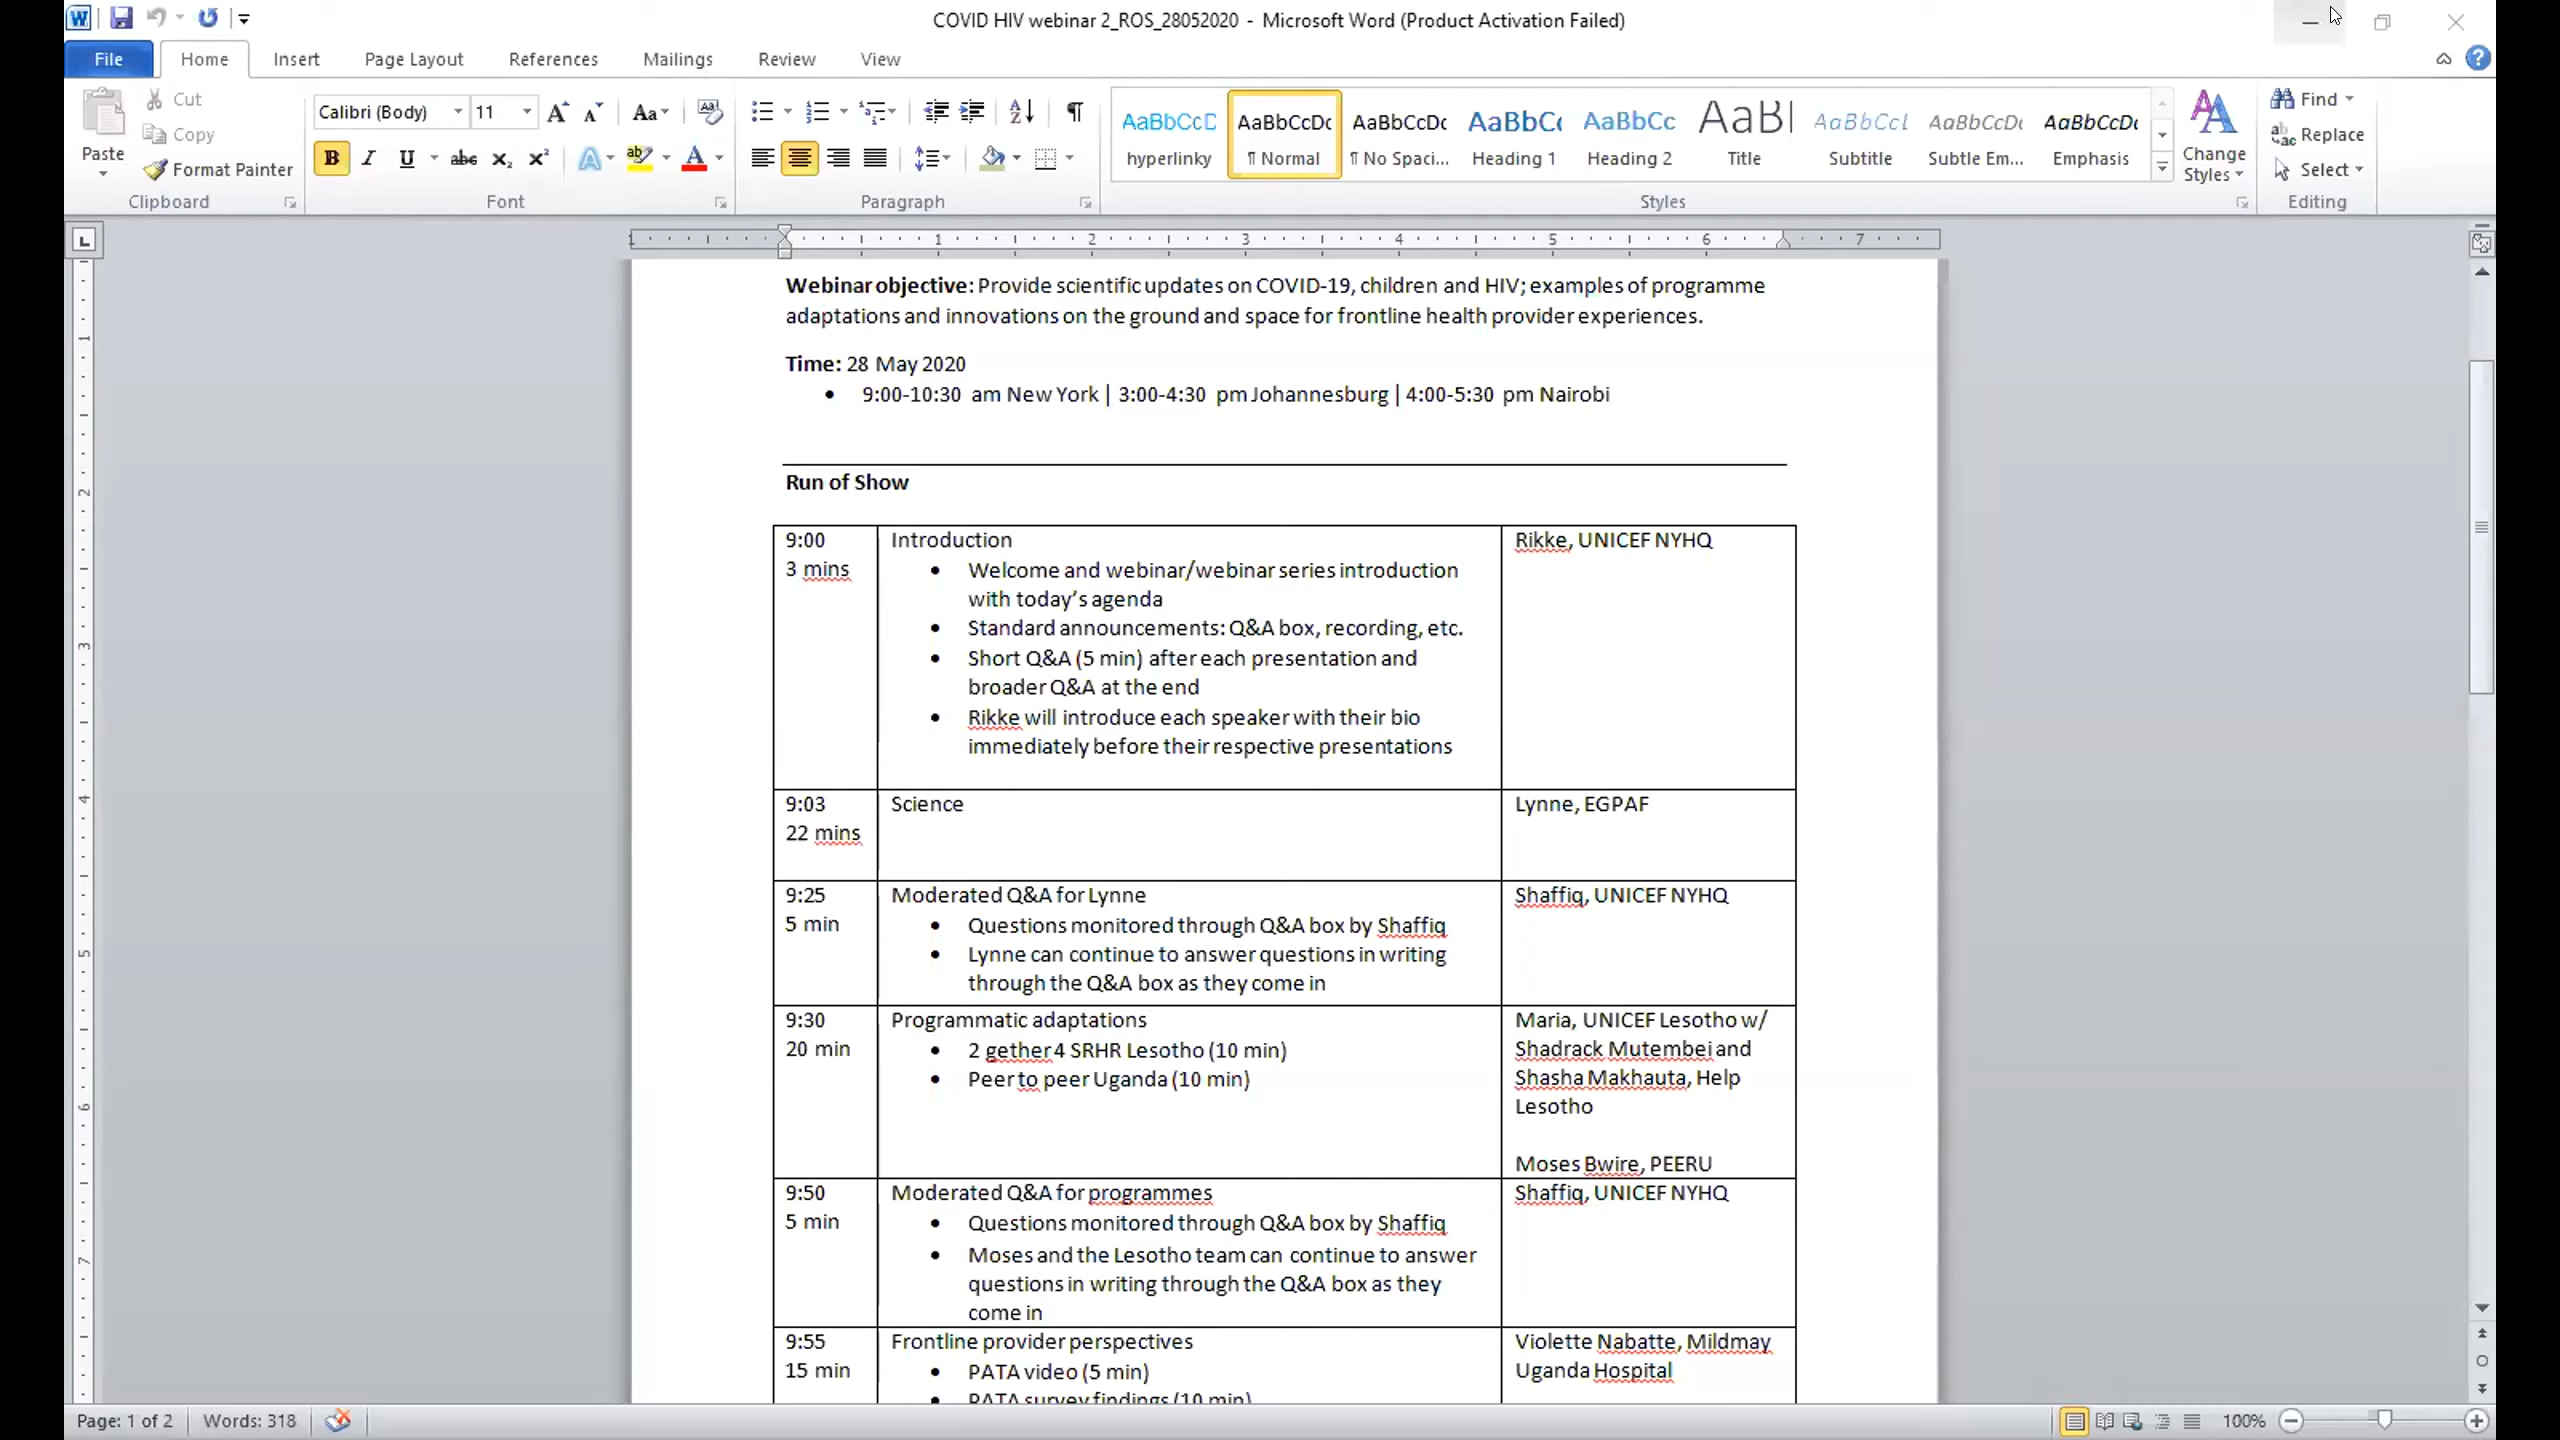 COVID HIV webinar 2_ROS_28052020 - Microsoft Word (Product Activation Failed)
File Home Insert Page Layout References Mailings Review View
Paste
Cut
Copy
Format Painter
Clipboard
Calibri (Body) 11
Font
Paragraph
AaBbCcD AaBbCcDc AaBbCcDc AaBbCc AaBbCc AaBl AaBbCcL AaBbCcDc AaBbCcDc
hyperlinky ¶ Normal ¶ No Spaci... Heading 1 Heading 2 Title Subtitle Subtle Em... Emphasis
Change
Styles
Styles
Find
Replace
Select
Editing
1 1 2 3 4 5 6 7
Webinar objective: Provide scientific updates on COVID-19, children and HIV; examples of programme
adaptations and innovations on the ground and space for frontline health provider experiences.
Time: 28 May 2020
• 9:00-10:30 am New York | 3:00-4:30 pm Johannesburg | 4:00-5:30 pm Nairobi
Run of Show
9:00
3 mins
Introduction
• Welcome and webinar/webinar series introduction
with today's agenda
• Standard announcements: Q&A box, recording, etc.
• Short Q&A (5 min) after each presentation and
broader Q&A at the end
• Rikke will introduce each speaker with their bio
immediately before their respective presentations
Rikke, UNICEF NYHQ
9:03
22 mins
Science
Lynne, EGPAF
9:25
5 min
Moderated Q&A for Lynne
• Questions monitored through Q&A box by Shaffiq
• Lynne can continue to answer questions in writing
through the Q&A box as they come in
Shaffiq, UNICEF NYHQ
9:30
20 min
Programmatic adaptations
• 2 gether 4 SRHR Lesotho (10 min)
• Peer to peer Uganda (10 min)
Maria, UNICEF Lesotho w/
Shadrack Mutembei and
Shasha Makhauta, Help
Lesotho
Moses Bwire, PEERU
9:50
5 min
Moderated Q&A for programmes
• Questions monitored through Q&A box by Shaffiq
• Moses and the Lesotho team can continue to answer
questions in writing through the Q&A box as they
come in
Shaffiq, UNICEF NYHQ
9:55
15 min
Frontline provider perspectives
• PATA video (5 min)
• PATA survey findings (10 min)
Violette Nabatte, Mildmay
Uganda Hospital
Page: 1 of 2 Words: 318 100%